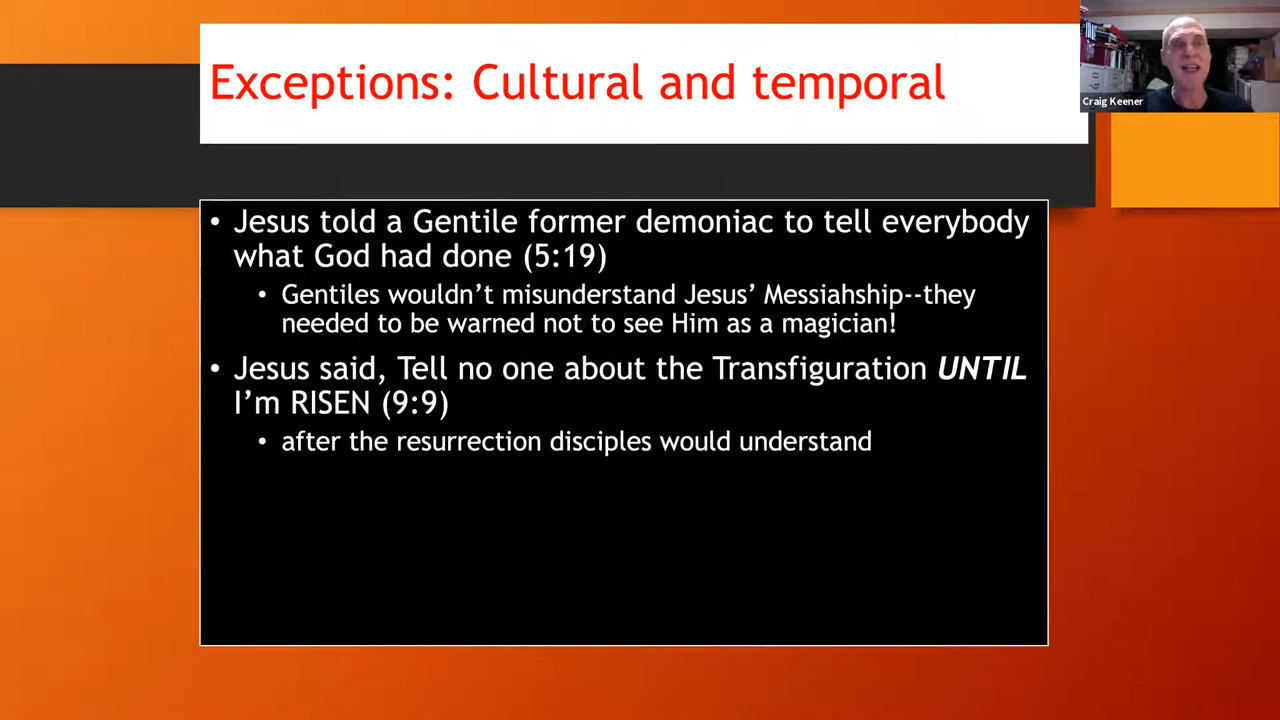 Exceptions: Cultural and temporal
Craig Keener
• Jesus told a Gentile former demoniac to tell everybody
what God had done (5:19)
• Gentiles wouldn’t misunderstand Jesus’ Messiahship--they
needed to be warned not to see Him as a magician!
• Jesus said, Tell no one about the Transfiguration UNTIL
I’m RISEN (9:9)
• after the resurrection disciples would understand